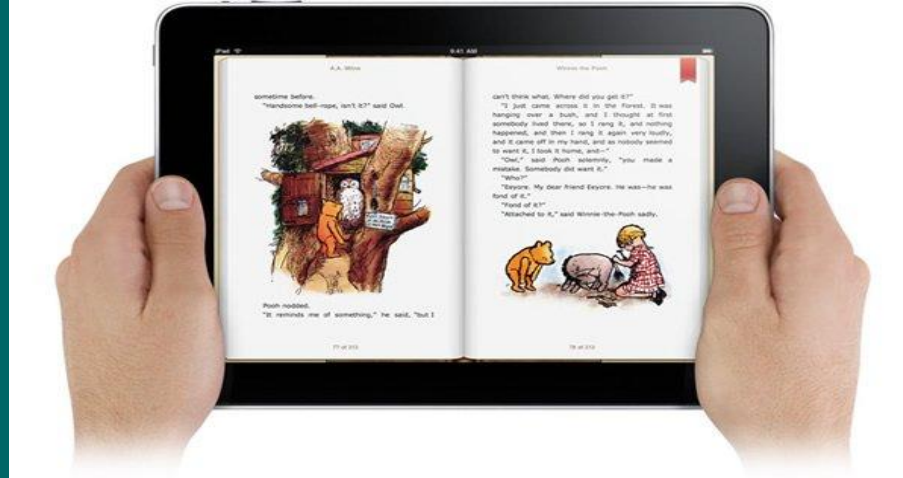 iPad
9:41 AM
A.A. Milne
sometime before.
"Handsome bell-rope, isn't it?" said Owl.
Pooh nodded.
"It reminds me of something," he said, "but I
77 of 313
Winnie the Pooh
can't think what. Where did you get it?"
"I just came across it in the Forest. It was
hanging over a bush, and I thought at first
somebody lived there, so I rang it, and nothing
happened, and then I rang it again very loudly,
and it came off in my hand, and as nobody seemed
to want it, I took it home, and—"
"Owl," said Pooh solemnly, "you made a
mistake. Somebody did want it."
"Who?"
"Eeyore. My dear friend Eeyore. He was—he was
fond of it."
"Fond of it?"
"Attached to it," said Winnie-the-Pooh sadly.
78 of 313